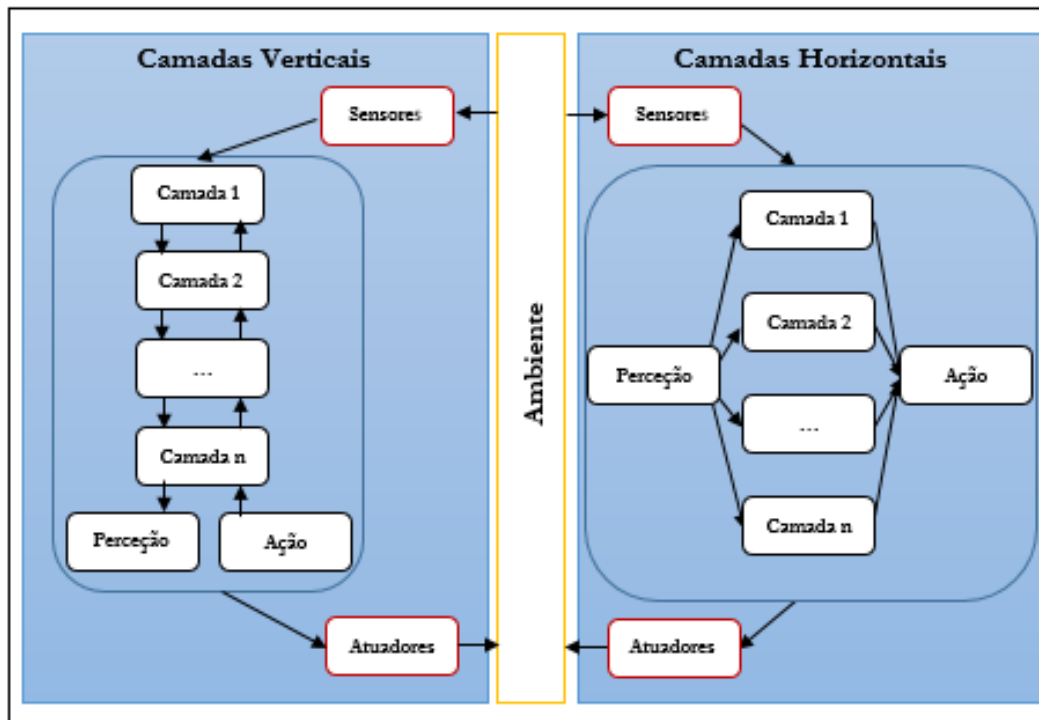 Camadas Verticais
Sensores
Camada 1
Camada 2
...
Camada n
Perceção
Ação
Atuadores
Ambiente
Camadas Horizontais
Sensores
Camada 1
Camada 2
Perceção
Ação
...
Camada n
Atuadores